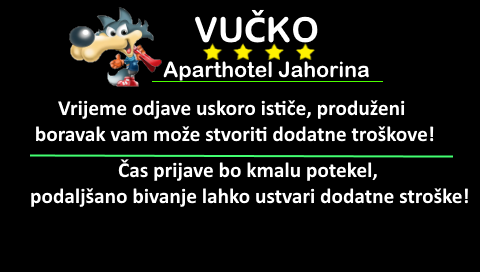 VUČKO
Aparthotel Jahorina
Vrijeme odjave uskoro ističe, produženi
boravak vam može stvoriti dodatne troškove!
Čas prijave bo kmalu potekel,
podaljšano bivanje lahko ustvari dodatne stroške!